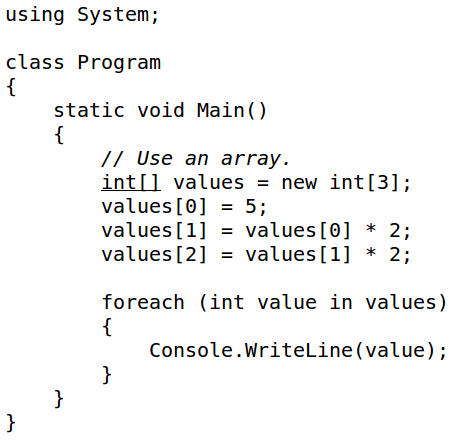 using System;

class Program
{
    static void Main()
    {
        // Use an array.
        int[] values = new int[3];
        values[0] = 5;
        values[1] = values[0] * 2;
        values[2] = values[1] * 2;

        foreach (int value in values)
        {
            Console.WriteLine(value);
        }
    }
}